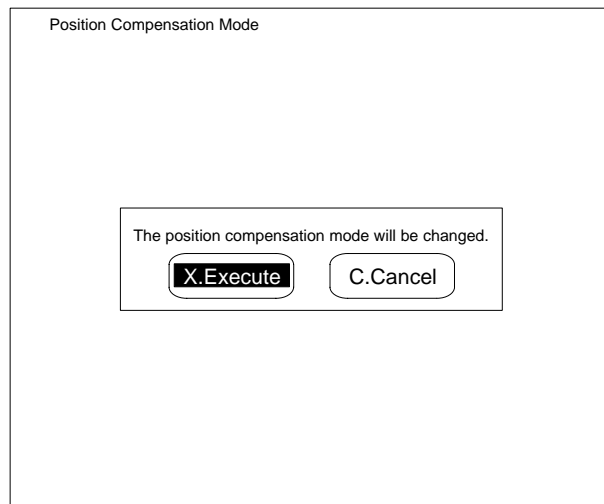 Position Compensation Mode
The position compensation mode will be changed.
X.Execute C.Cancel